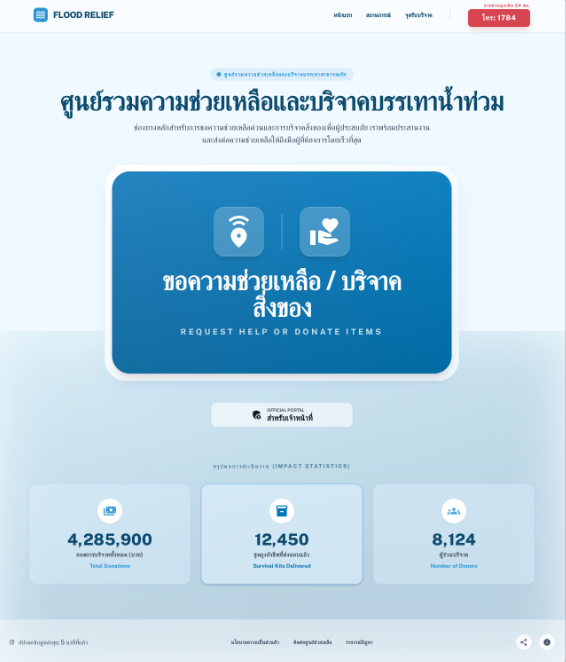 FLOOD RELIEF
หน้าแรก
สถานการณ์
จุดรับบริจาค
โทร: 1784
ศูนย์รวมความช่วยเหลือและบริจาคบรรเทาน้ำท่วม
ช่องทางหลักสำหรับการขอความช่วยเหลือด่วนและการบริจาคสิ่งของเพื่อผู้ประสบภัย เราพร้อมประสานงาน
และส่งต่อความช่วยเหลือให้ถึงมือผู้ที่ต้องการโดยเร็วที่สุด
ขอความช่วยเหลือ / บริจาค
สิ่งของ
REQUEST HELP OR DONATE ITEMS
OFFICIAL PORTAL
สำหรับเจ้าหน้าที่
สรุปผลการดำเนินงาน (IMPACT STATISTICS)
4,285,900
ยอดการบริจาคทั้งหมด (บาท)
Total Donations
12,450
ชุดถุงยังชีพที่ส่งมอบแล้ว
Survival Kits Delivered
8,124
ผู้ร่วมบริจาค
Number of Donors
นโยบายความเป็นส่วนตัว
ติดต่อศูนย์ช่วยเหลือ
รายงานปัญหา